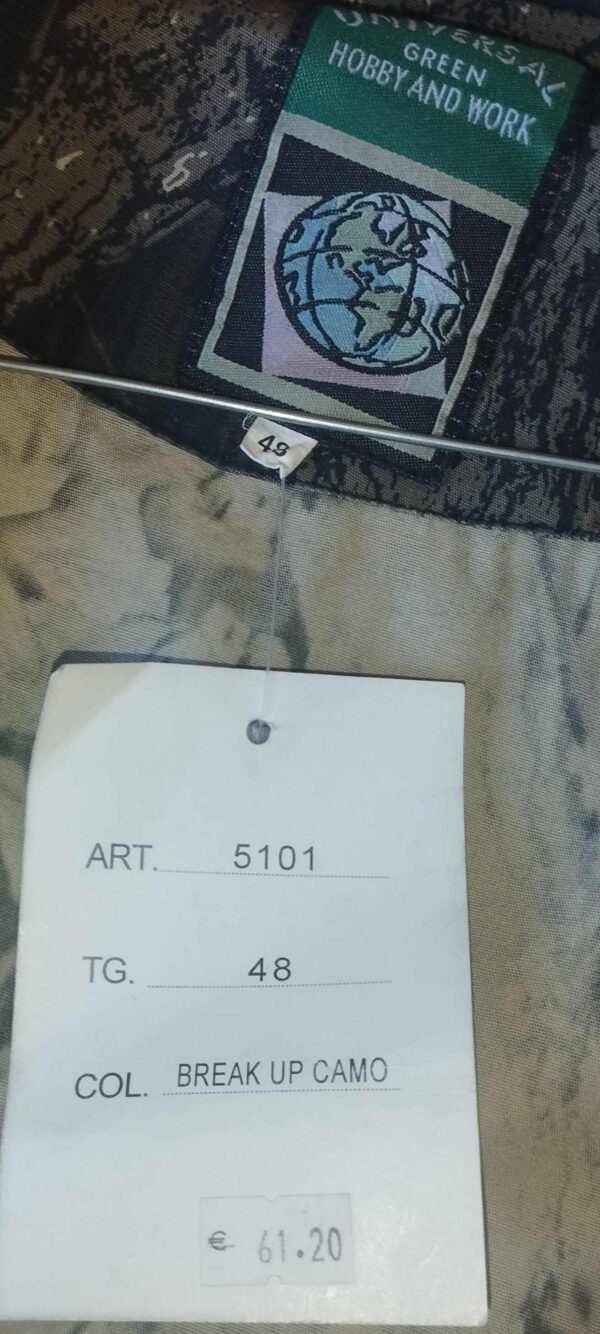 UNIVERSAL
GREEN
HOBBY AND WORK
48
ART. 5101
TG. 48
COL. BREAK UP CAMO
€ 61.20